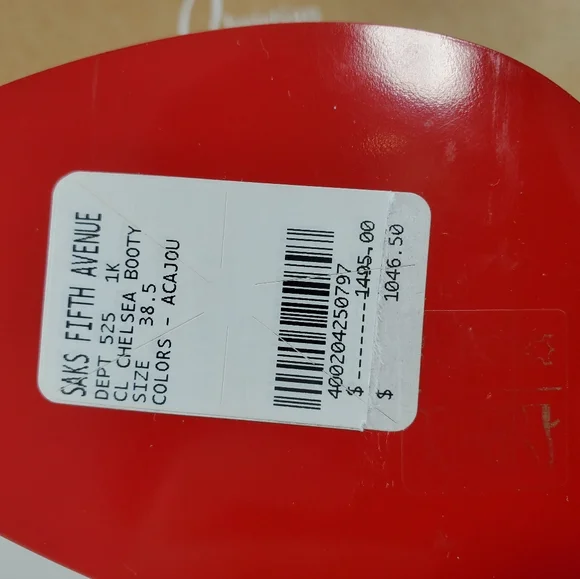 SAKS FIFTH AVENUE
DEPT 525 1K
CL CHELSEA BOOTY
SIZE 38.5
COLORS - ACAJOU
400204250797
$ --------1495.00
$ 1046.50